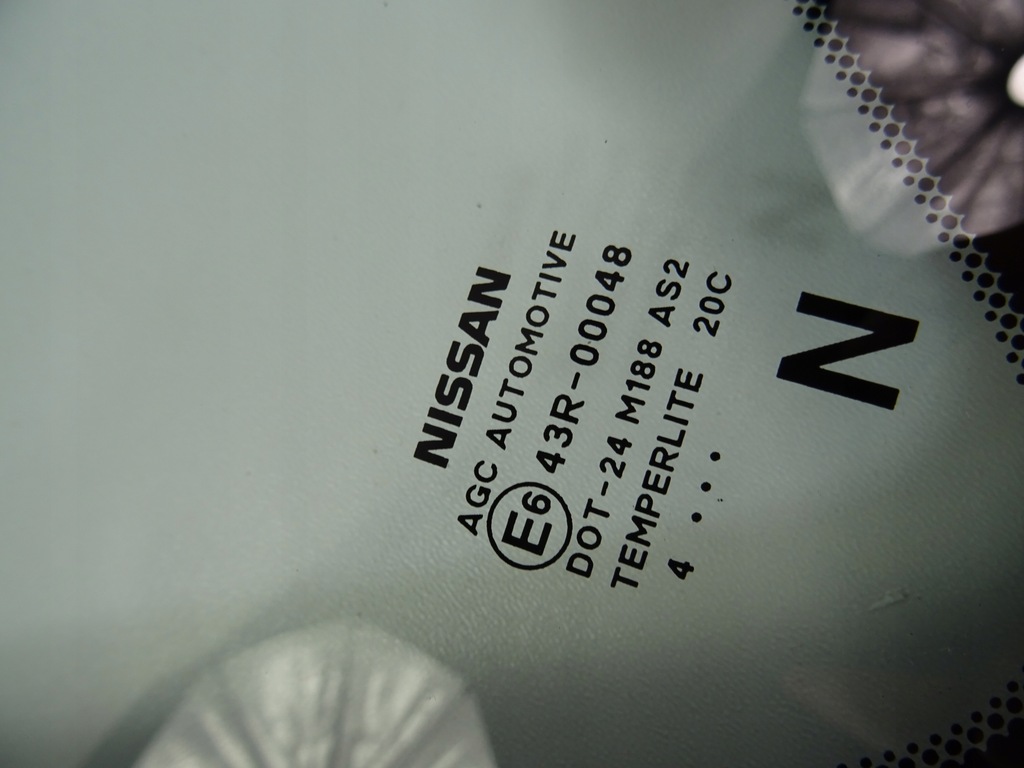 NISSAN
AGC AUTOMOTIVE
E6 43R-00048
DOT-24 M188 AS2
TEMPERLITE 20C
4 . . .
N